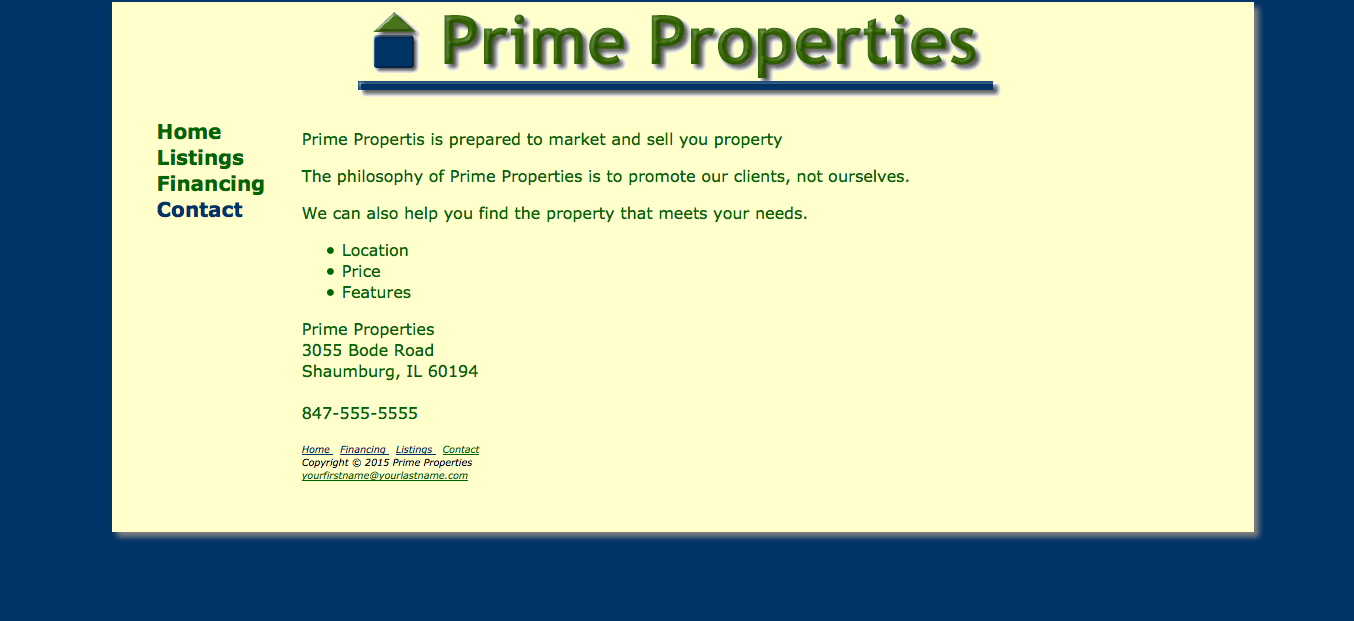 Prime Properties
Home
Listings
Financing
Contact
Prime Propertis is prepared to market and sell you property
The philosophy of Prime Properties is to promote our clients, not ourselves.
We can also help you find the property that meets your needs.
• Location
• Price
• Features
Prime Properties
3055 Bode Road
Shaumburg, IL 60194
847-555-5555
Home Financing Listings Contact
Copyright © 2015 Prime Properties
yourfirstname@yourlastname.com